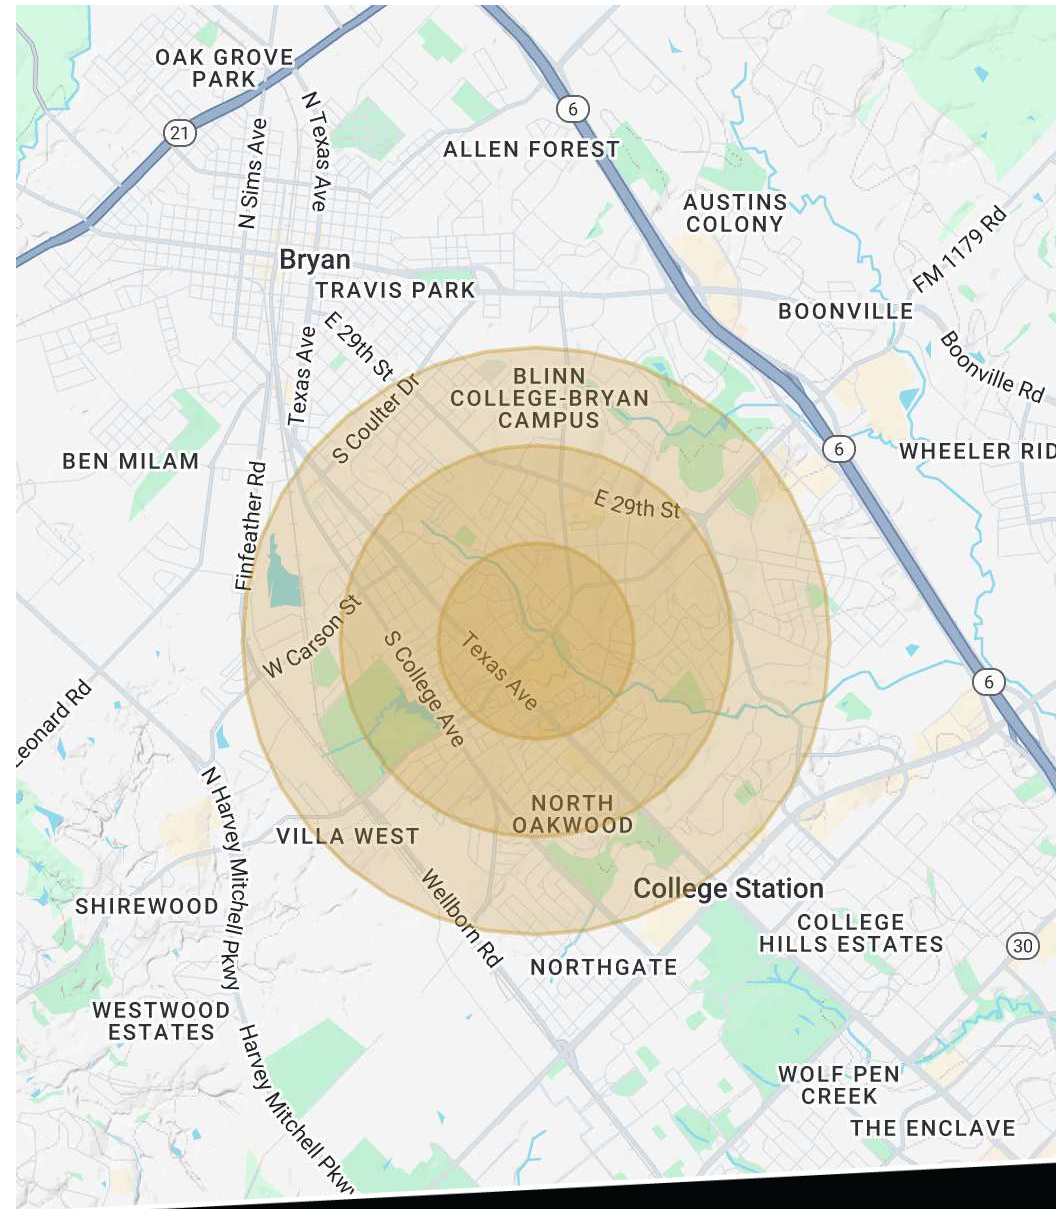 OAK GROVE
PARK
6
21
N Texas Ave
N Sims Ave
ALLEN FOREST
AUSTINS
COLONY
FM 1179 Rd
Bryan
TRAVIS PARK
BOONVILLE
E 29th St
Texas Ave
Boonville Rd
S Coulter Dr
BLINN
COLLEGE-BRYAN
CAMPUS
BEN MILAM
6
WHEELER RID
Finfeather Rd
E 29th St
W Carson St
S College Ave
Texas Ave
6
Leonard Rd
N Harvey Mitchell Pkwy
NORTH
OAKWOOD
VILLA WEST
Wellborn Rd
College Station
SHIREWOOD
COLLEGE
HILLS ESTATES
30
NORTHGATE
WESTWOOD
ESTATES
Harvey Mitchell Pkwy
WOLF PEN
CREEK
THE ENCLAVE